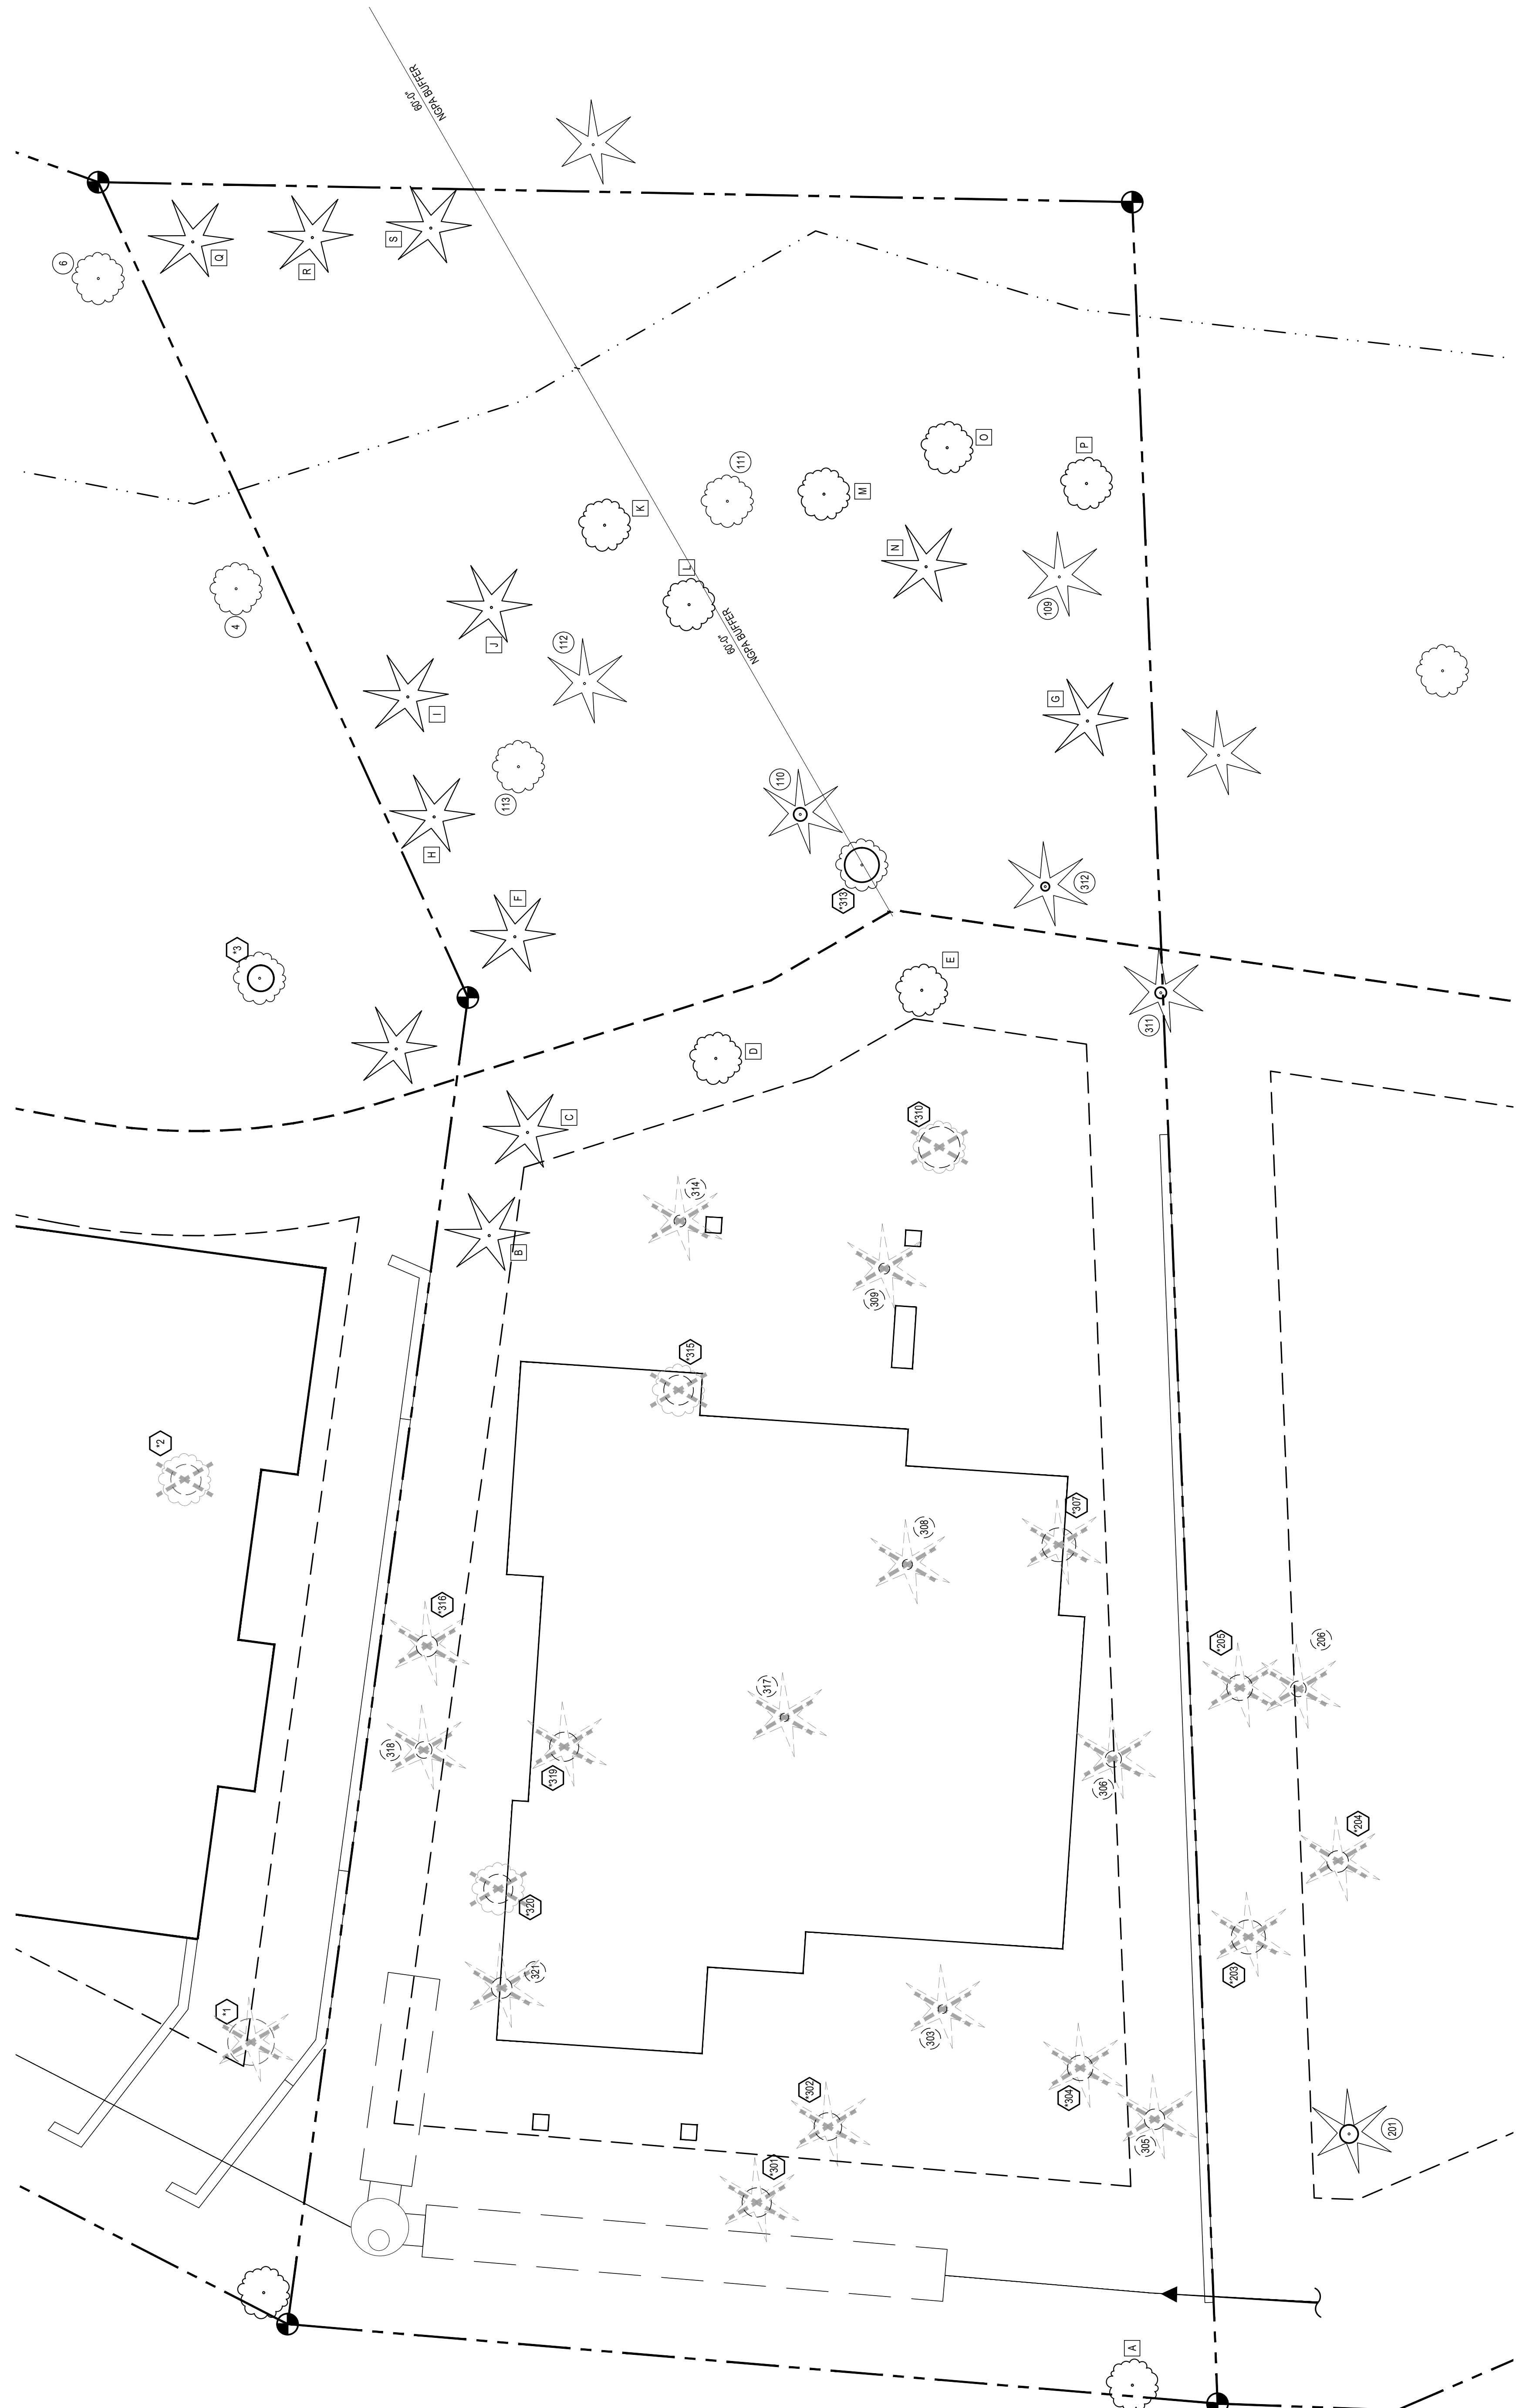 NGPA BUFFER
60'-0"
6
Q
R
S
111
K
O
P
M
4
L
N
109
NGPA BUFFER
60'-0"
J
112
I
G
113
110
H
312
*313
F
*3
E
311
D
C
*310
314
B
309
*315
*2
*307
308
*316
*205
206
317
318
*319
306
*204
*320
*203
321
*1
303
*302
*304
305
201
*301
A